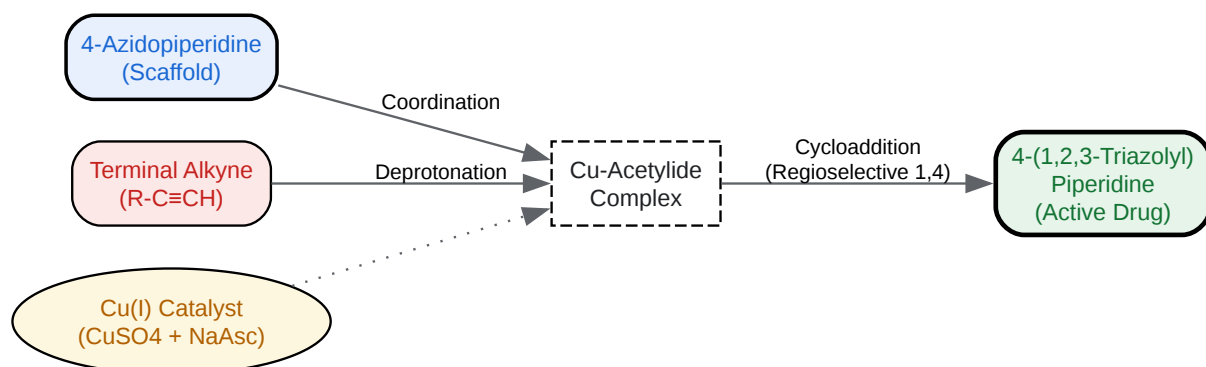 4-Azidopiperidine
(Scaffold)
Coordination
Terminal Alkyne
(R-C≡CH)
Deprotonation
Cu-Acetylide
Complex
Cycloaddition
(Regioselective 1,4)
4-(1,2,3-Triazolyl)
Piperidine
(Active Drug)
Cu(I) Catalyst
(CuSO4 + NaAsc)